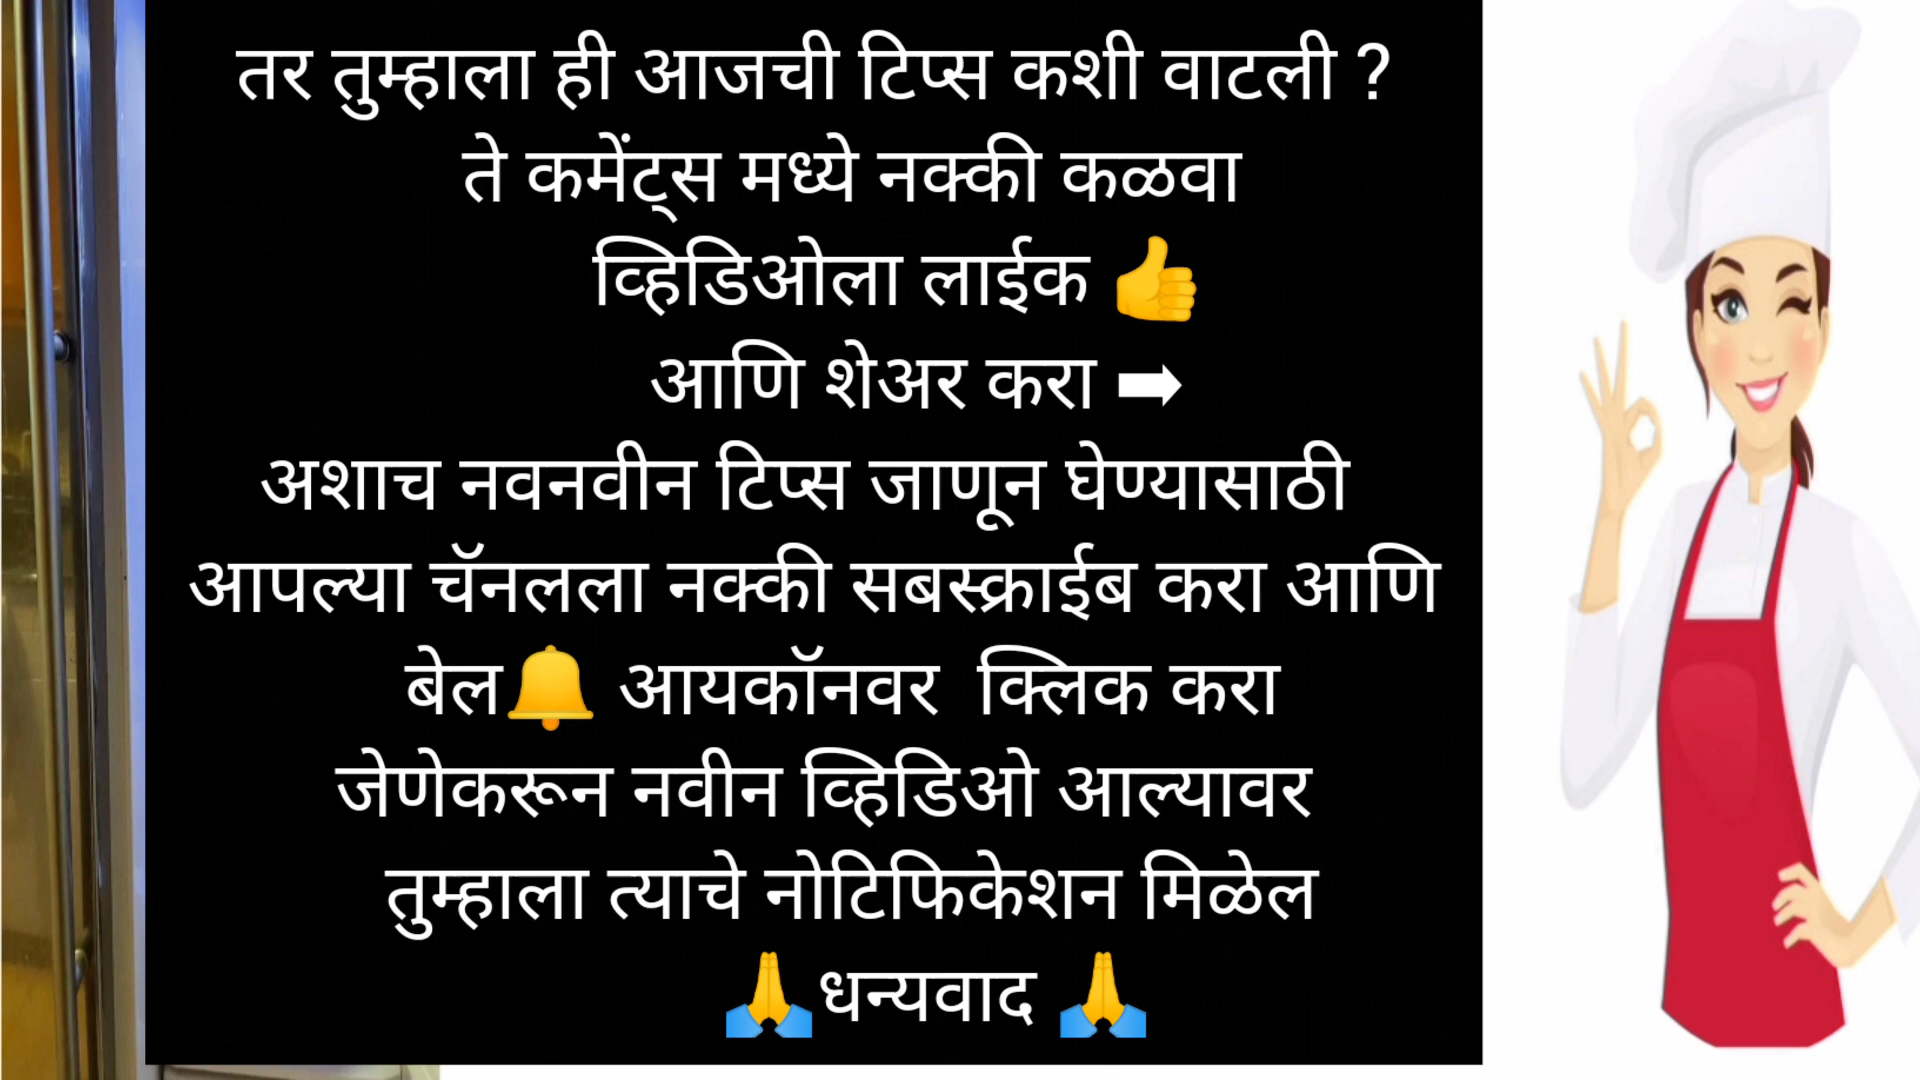 तर तुम्हाला ही आजची टिप्स कशी वाटली ?
ते कमेंट्स मध्ये नक्की कळवा
व्हिडिओला लाईक 👍
आणि शेअर करा ➡
अशाच नवनवीन टिप्स जाणून घेण्यासाठी
आपल्या चॅनलला नक्की सबस्क्राईब करा आणि
बेल🔔 आयकॉनवर क्लिक करा
जेणेकरून नवीन व्हिडिओ आल्यावर
तुम्हाला त्याचे नोटिफिकेशन मिळेल
🙏धन्यवाद 🙏